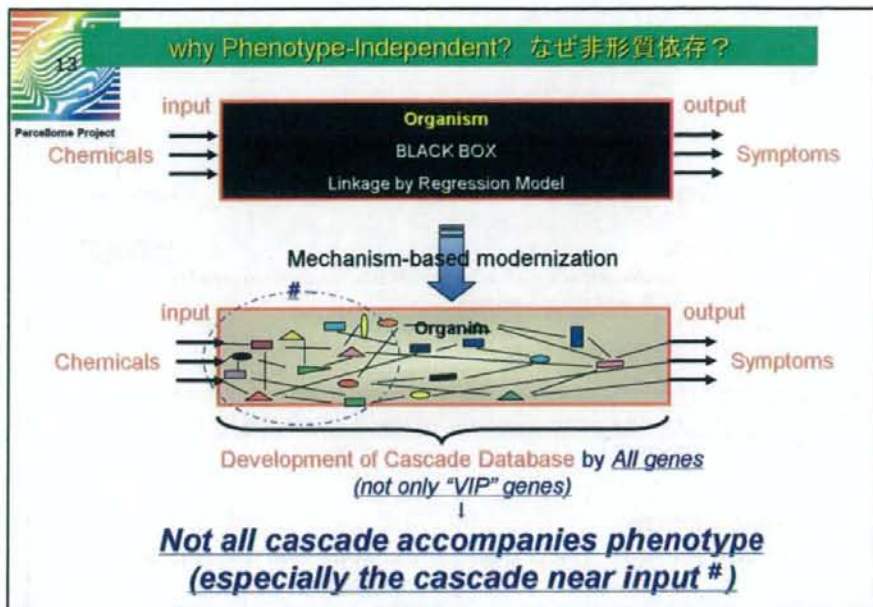 why Phenotype-Independent? なぜ非形質依存？
13
Percellome Project
input
output
Organism
BLACK BOX
Linkage by Regression Model
Chemicals
Symptoms
Mechanism-based modernization
#
input
output
Organim
Chemicals
Symptoms
Development of Cascade Database by All genes
(not only “VIP” genes)
Not all cascade accompanies phenotype
(especially the cascade near input #)